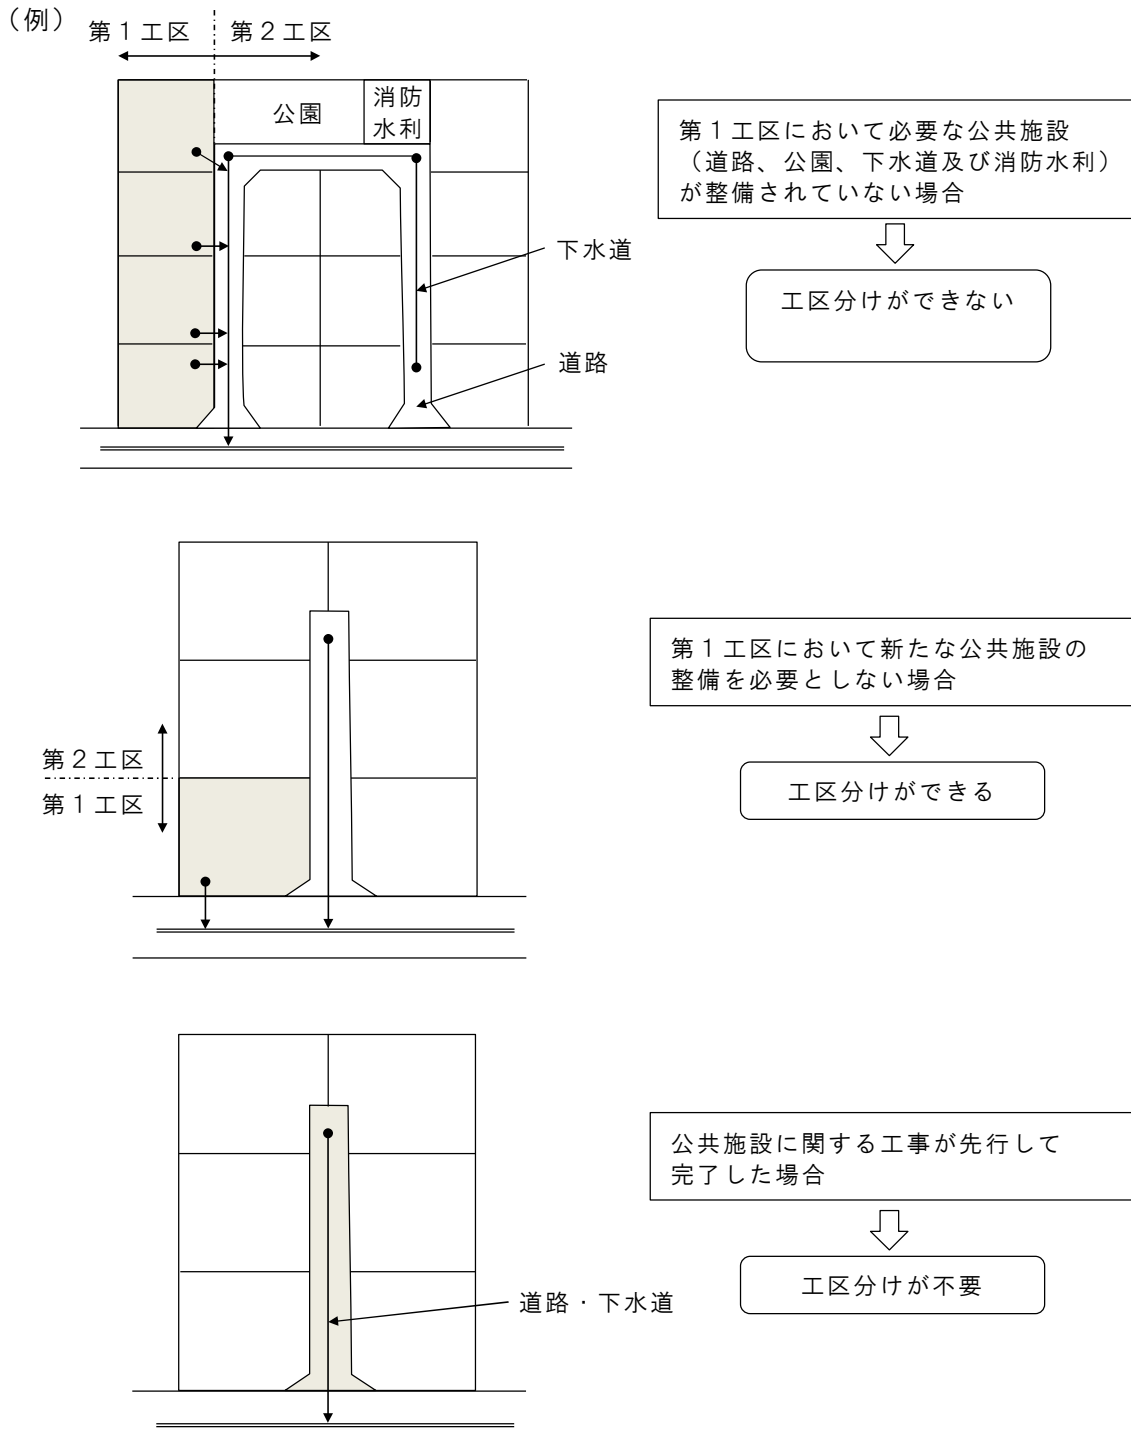 (例)
第1工区 第2工区
公園
消防
水利
下水道
道路
第1工区において必要な公共施設
(道路、公園、下水道及び消防水利)
が整備されていない場合
工区分けができない
第2工区
第1工区
第1工区において新たな公共施設の
整備を必要としない場合
工区分けができる
道路・下水道
公共施設に関する工事が先行して
完了した場合
工区分けが不要